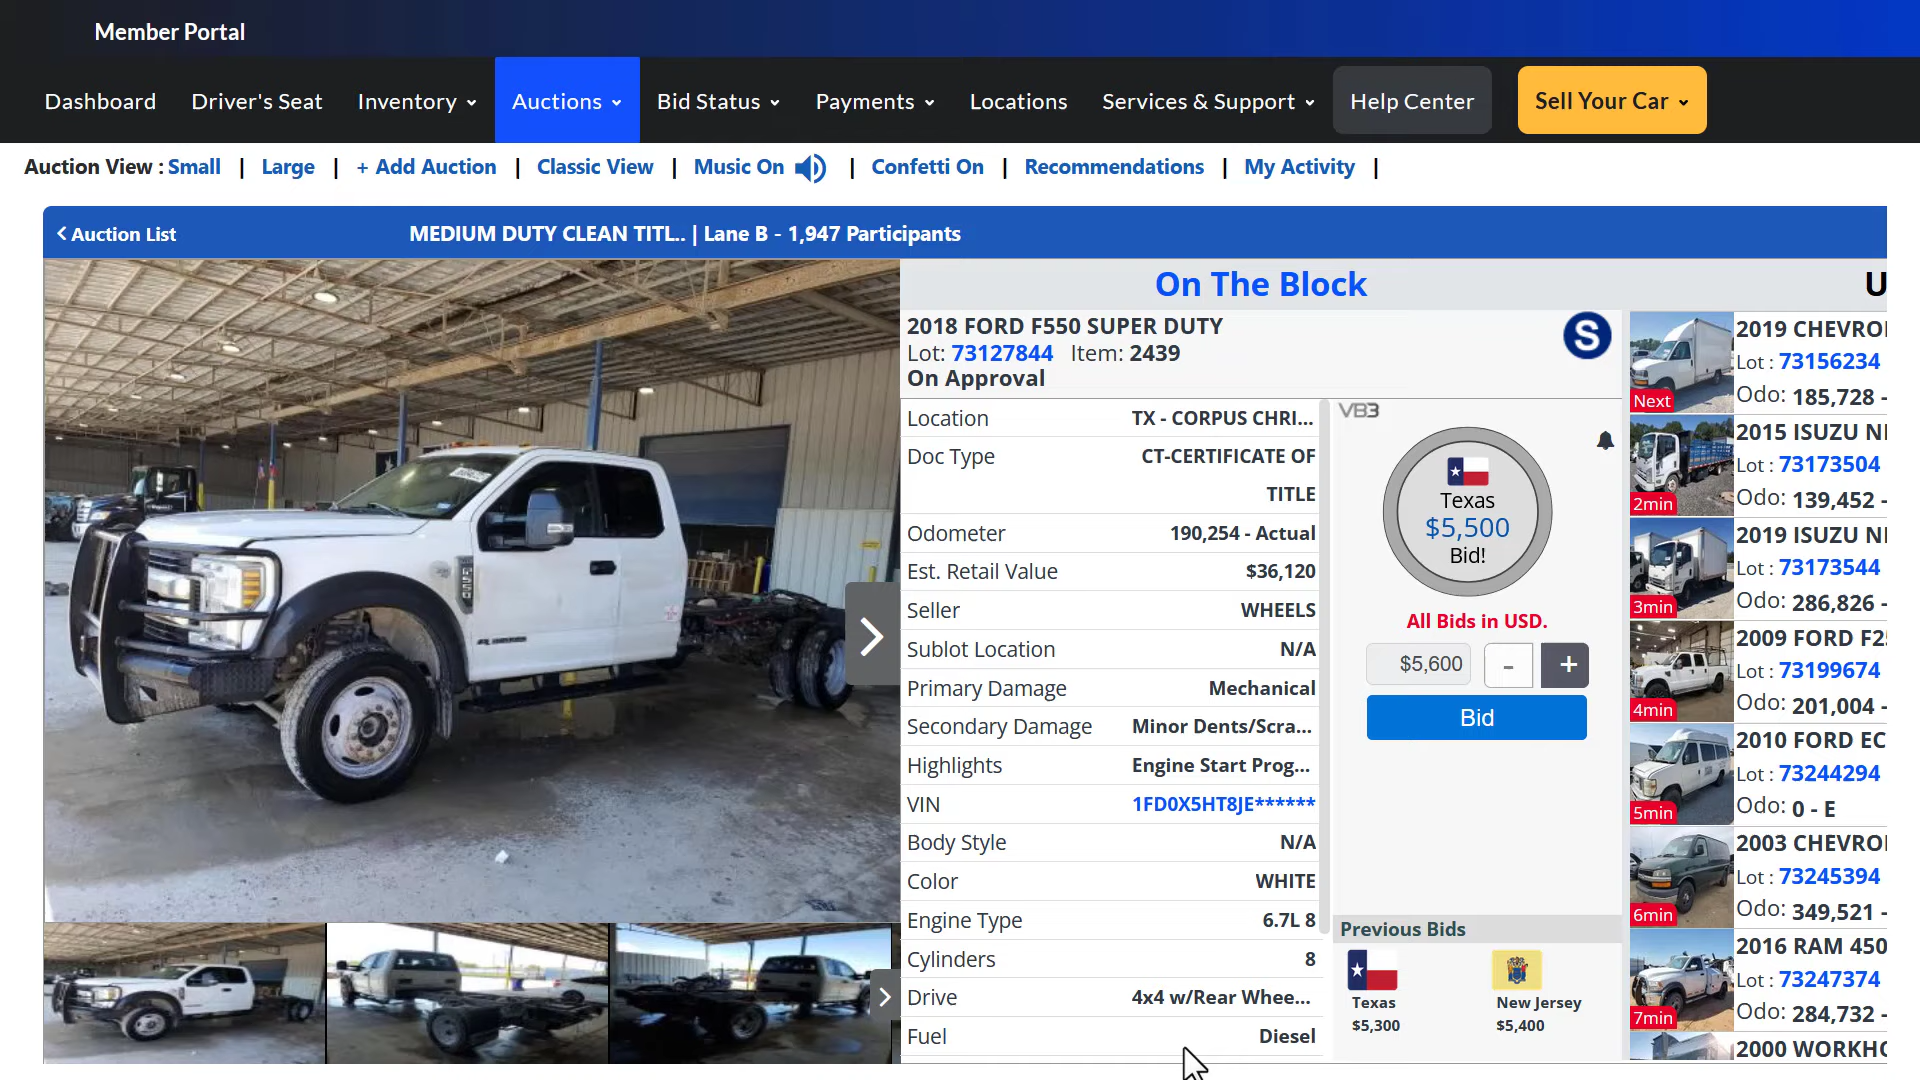 Member Portal
Dashboard Driver's Seat Inventory Auctions Bid Status Payments Locations Services & Support Help Center Sell Your Car
Auction View : Small | Large | + Add Auction | Classic View | Music On | Confetti On | Recommendations | My Activity |
Auction List
MEDIUM DUTY CLEAN TITL.. | Lane B - 1,947 Participants
On The Block
U
2018 FORD F550 SUPER DUTY
Lot: 73127844 Item: 2439
On Approval
S
Location TX - CORPUS CHRI...
Doc Type CT-CERTIFICATE OF
TITLE
Odometer 190,254 - Actual
Est. Retail Value $36,120
Seller WHEELS
Sublot Location N/A
Primary Damage Mechanical
Secondary Damage Minor Dents/Scra...
Highlights Engine Start Prog...
VIN 1FD0X5HT8JE******
Body Style N/A
Color WHITE
Engine Type 6.7L 8
Cylinders 8
Drive 4x4 w/Rear Whee...
Fuel Diesel
VB3
Texas
$5,500
Bid!
All Bids in USD.
$5,600 - +
Bid
Previous Bids
Texas
$5,300
New Jersey
$5,400
2019 CHEVRO
Lot : 73156234
Odo: 185,728 -
Next
2015 ISUZU N
Lot : 73173504
Odo: 139,452 -
2min
2019 ISUZU N
Lot : 73173544
Odo: 286,826 -
3min
2009 FORD F2
Lot : 73199674
Odo: 201,004 -
4min
2010 FORD EC
Lot : 73244294
Odo: 0 - E
5min
2003 CHEVRO
Lot : 73245394
Odo: 349,521 -
6min
2016 RAM 450
Lot : 73247374
Odo: 284,732 -
7min
2000 WORKHO
F550